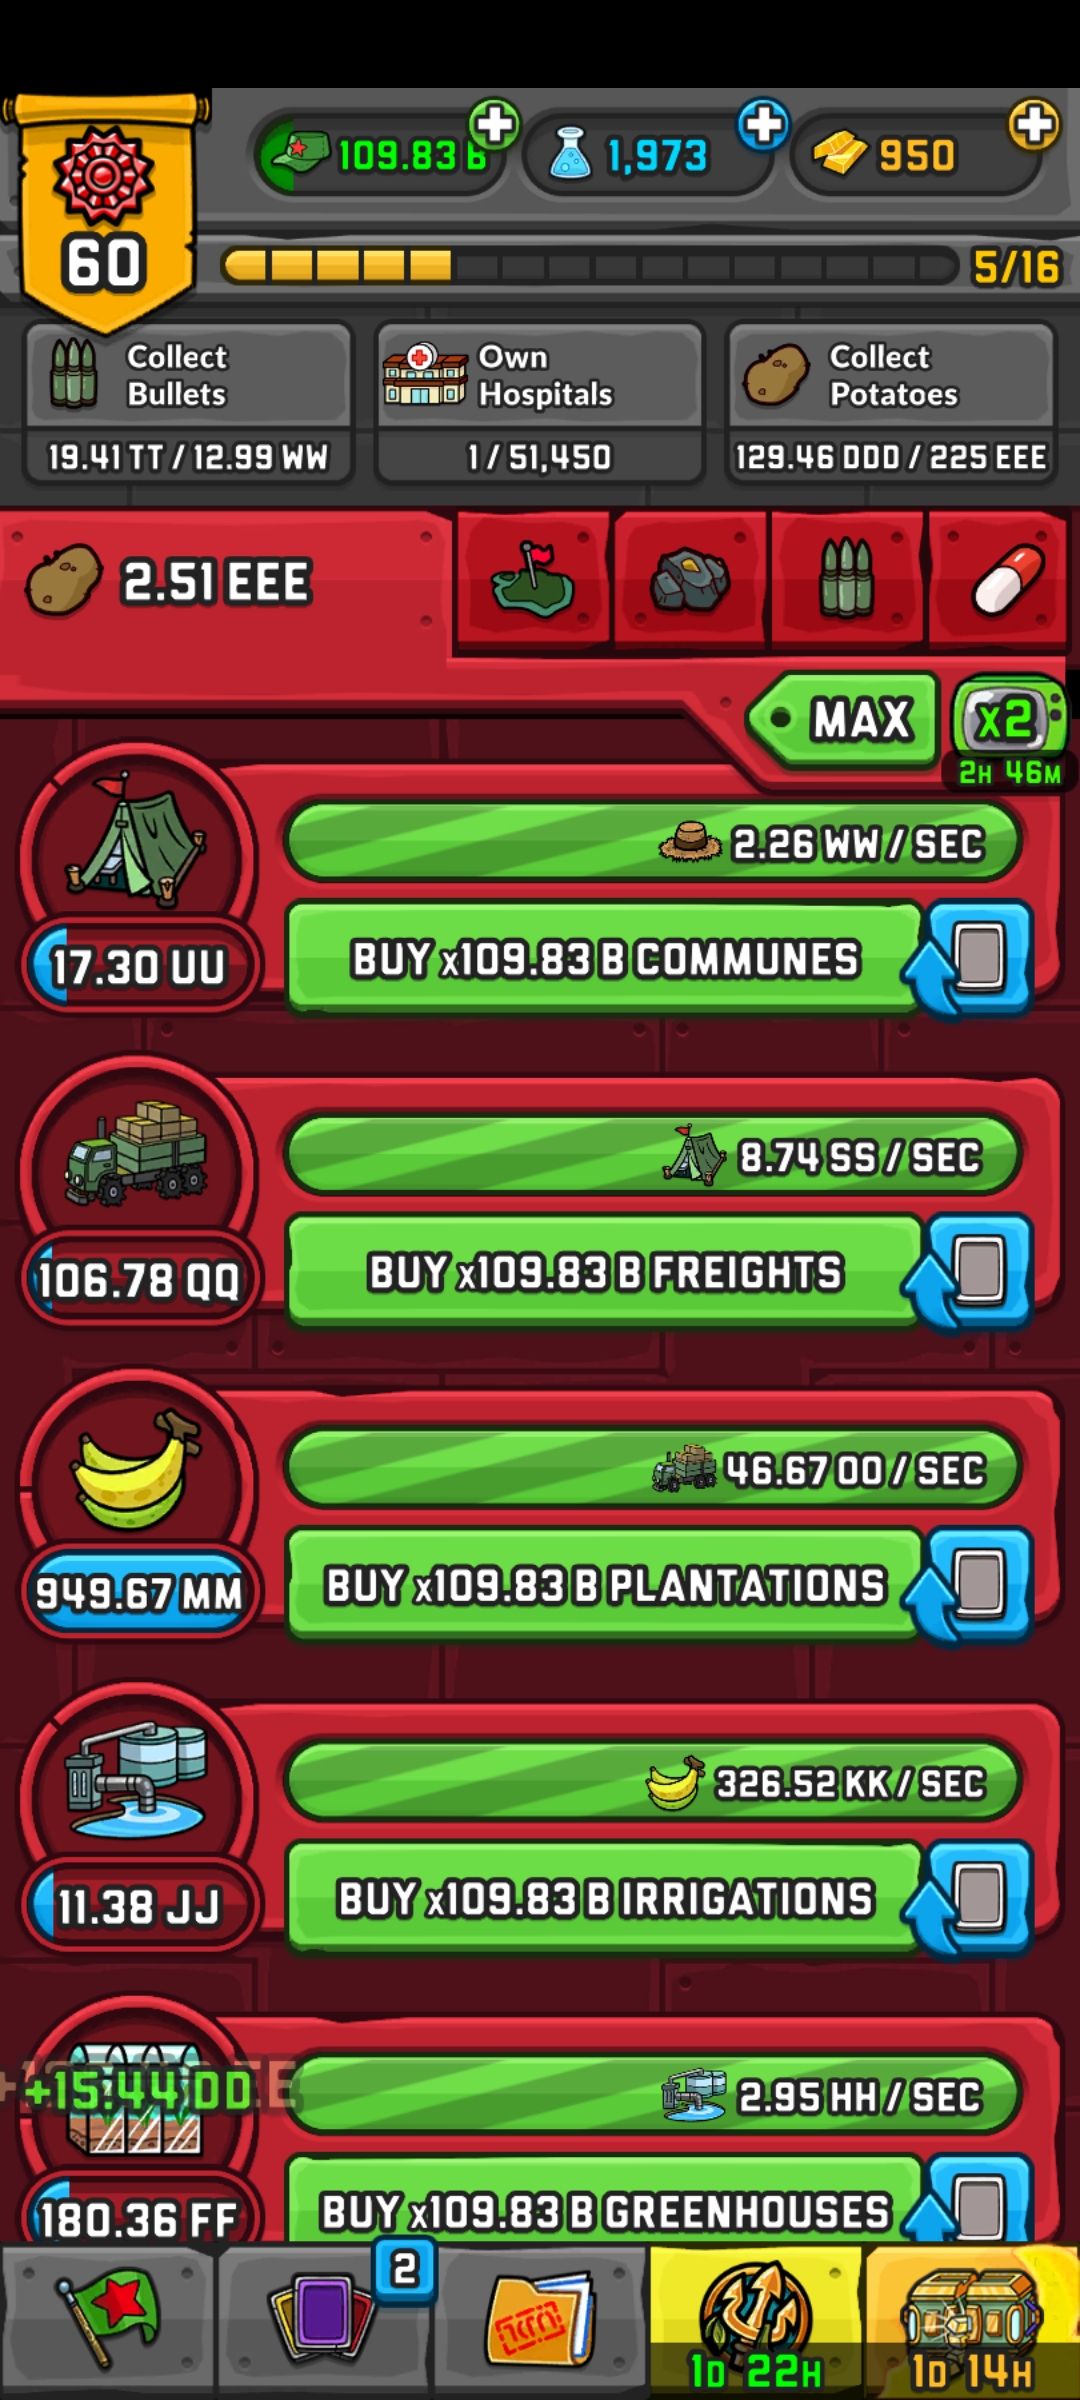 60
109.83 B
1,973
950
5/16
Collect
Bullets
19.41 TT / 12.99 WW
Own
Hospitals
1 / 51,450
Collect
Potatoes
129.46 DDD / 225 EEE
2.51 EEE
MAX
x2
2H 46M
2.26 WW / SEC
17.30 UU
BUY x109.83 B COMMUNES
8.74 SS / SEC
106.78 QQ
BUY x109.83 B FREIGHTS
46.67 OO / SEC
949.67 MM
BUY x109.83 B PLANTATIONS
326.52 KK / SEC
11.38 JJ
BUY x109.83 B IRRIGATIONS
+15.44 DD
2.95 HH / SEC
180.36 FF
BUY x109.83 B GREENHOUSES
2
1D 22H
1D 14H